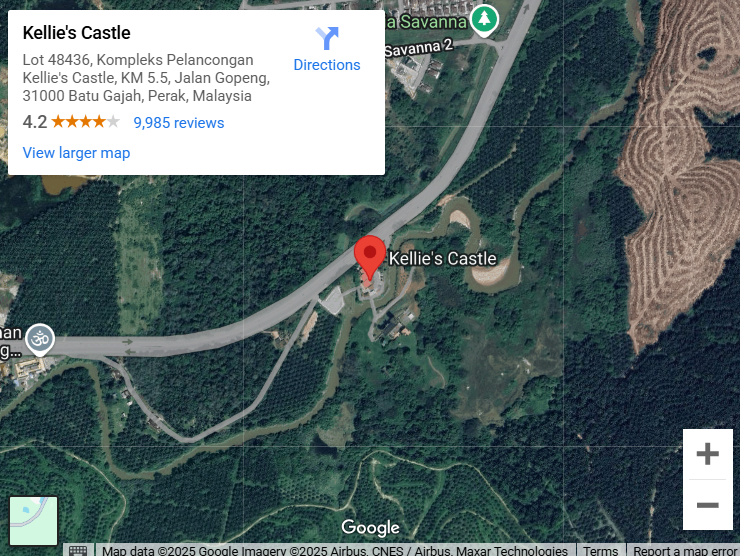 Kellie's Castle
Lot 48436, Kompleks Pelancongan
Kellie's Castle, KM 5.5, Jalan Gopeng,
31000 Batu Gajah, Perak, Malaysia
4.2
9,985 reviews
View larger map
Directions
a Savanna
Savanna 2
Kellie's Castle
nan
g...
Google
Map data ©2025 Google Imagery ©2025 Airbus, CNES / Airbus, Maxar Technologies
Terms
Report a map error